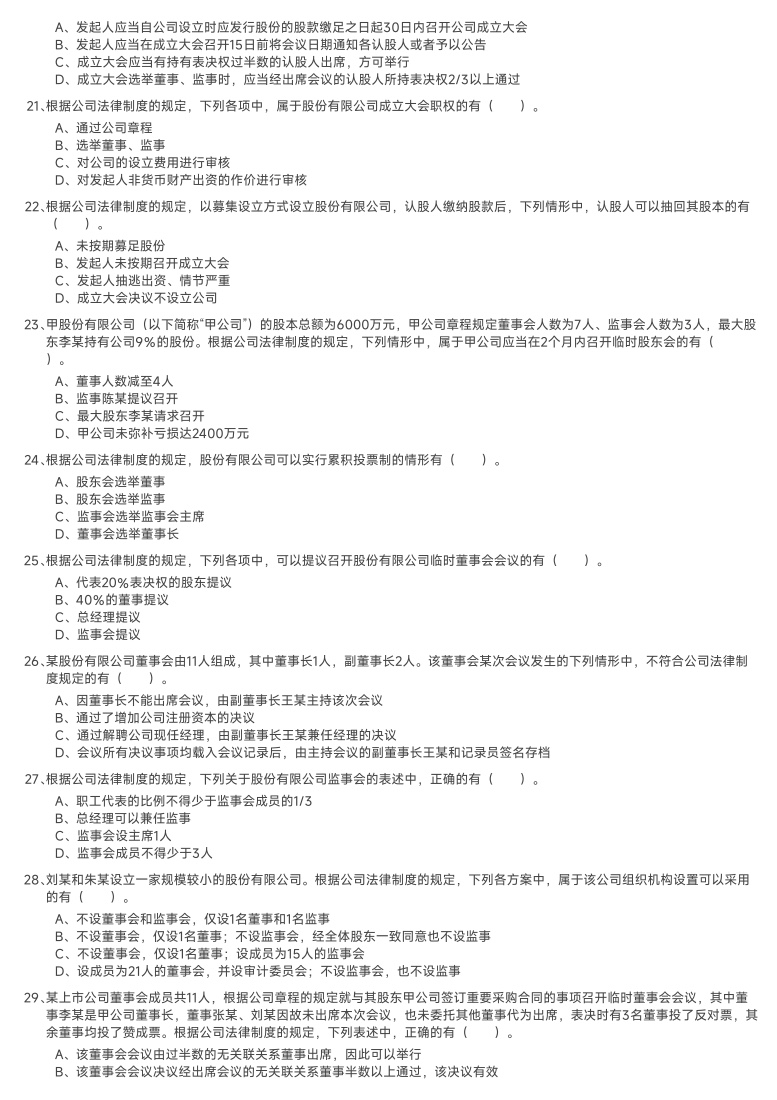 A、发起人应当自公司设立时应发行股份的股款缴足之日起30日内召开公司成立大会
B、发起人应当在成立大会召开15日前将会议日期通知各认股人或者予以公告
C、成立大会应当有持有表决权过半数的认股人出席，方可举行
D、成立大会选举董事、监事时，应当经出席会议的认股人所持表决权2/3以上通过
21、根据公司法律制度的规定，下列各项中，属于股份有限公司成立大会职权的有（　　）。
A、通过公司章程
B、选举董事、监事
C、对公司的设立费用进行审核
D、对发起人非货币财产出资的作价进行审核
22、根据公司法律制度的规定，以募集设立方式设立股份有限公司，认股人缴纳股款后，下列情形中，认股人可以抽回其股本的有
（　　）。
A、未按期募足股份
B、发起人未按期召开成立大会
C、发起人抽逃出资、情节严重
D、成立大会决议不设立公司
23、甲股份有限公司（以下简称“甲公司”）的股本总额为6000万元，甲公司章程规定董事会人数为7人、监事会人数为3人，最大股
东李某持有公司9%的股份。根据公司法律制度的规定，下列情形中，属于甲公司应当在2个月内召开临时股东会的有（
）。
A、董事人数减至4人
B、监事陈某提议召开
C、最大股东李某请求召开
D、甲公司未弥补亏损达2400万元
24、根据公司法律制度的规定，股份有限公司可以实行累积投票制的情形有（　　）。
A、股东会选举董事
B、股东会选举监事
C、监事会选举监事会主席
D、董事会选举董事长
25、根据公司法律制度的规定，下列各项中，可以提议召开股份有限公司临时董事会会议的有（　　）。
A、代表20%表决权的股东提议
B、40%的董事提议
C、总经理提议
D、监事会提议
26、某股份有限公司董事会由11人组成，其中董事长1人，副董事长2人。该董事会某次会议发生的下列情形中，不符合公司法律制
度规定的有（　　）。
A、因董事长不能出席会议，由副董事长王某主持该次会议
B、通过了增加公司注册资本的决议
C、通过解聘公司现任经理，由副董事长王某兼任经理的决议
D、会议所有决议事项均载入会议记录后，由主持会议的副董事长王某和记录员签名存档
27、根据公司法律制度的规定，下列关于股份有限公司监事会的表述中，正确的有（　　）。
A、职工代表的比例不得少于监事会成员的1/3
B、总经理可以兼任监事
C、监事会设主席1人
D、监事会成员不得少于3人
28、刘某和朱某设立一家规模较小的股份有限公司。根据公司法律制度的规定，下列各方案中，属于该公司组织机构设置可以采用
的有（　　）。
A、不设董事会和监事会，仅设1名董事和1名监事
B、不设董事会，仅设1名董事；不设监事会，经全体股东一致同意也不设监事
C、不设董事会，仅设1名董事；设成员为15人的监事会
D、设成员为21人的董事会，并设审计委员会；不设监事会，也不设监事
29、某上市公司董事会成员共11人，根据公司章程的规定就与其股东甲公司签订重要采购合同的事项召开临时董事会会议，其中董
事李某是甲公司董事长，董事张某、刘某因故未出席本次会议，也未委托其他董事代为出席，表决时有3名董事投了反对票，其
余董事均投了赞成票。根据公司法律制度的规定，下列表述中，正确的有（　　）。
A、该董事会会议由过半数的无关联关系董事出席，因此可以举行
B、该董事会会议决议经出席会议的无关联关系董事半数以上通过，该决议有效